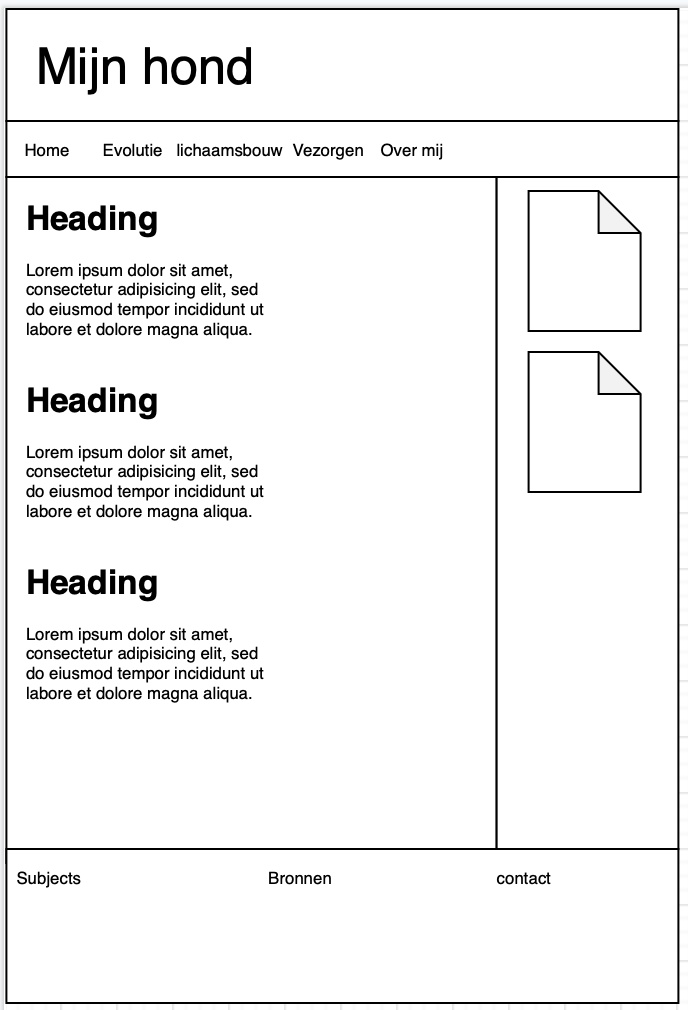 Mijn hond
Home Evolutie lichaamsbouw Vezorgen Over mij
Heading
Lorem ipsum dolor sit amet,
consectetur adipisicing elit, sed
do eiusmod tempor incididunt ut
labore et dolore magna aliqua.
Heading
Lorem ipsum dolor sit amet,
consectetur adipisicing elit, sed
do eiusmod tempor incididunt ut
labore et dolore magna aliqua.
Heading
Lorem ipsum dolor sit amet,
consectetur adipisicing elit, sed
do eiusmod tempor incididunt ut
labore et dolore magna aliqua.
Subjects Bronnen contact